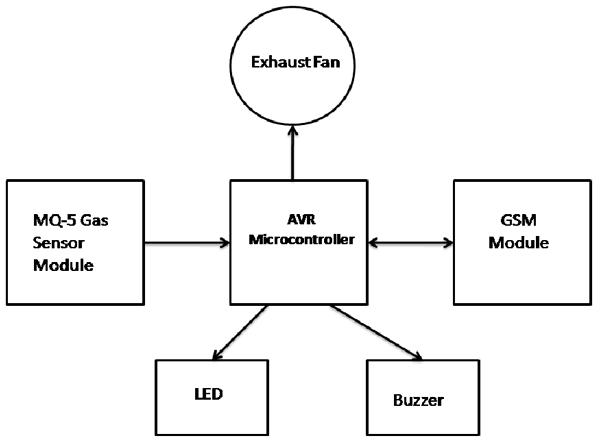 Exhaust Fan
MQ-5 Gas
Sensor
Module
AVR
Microcontroller
GSM
Module
LED
Buzzer